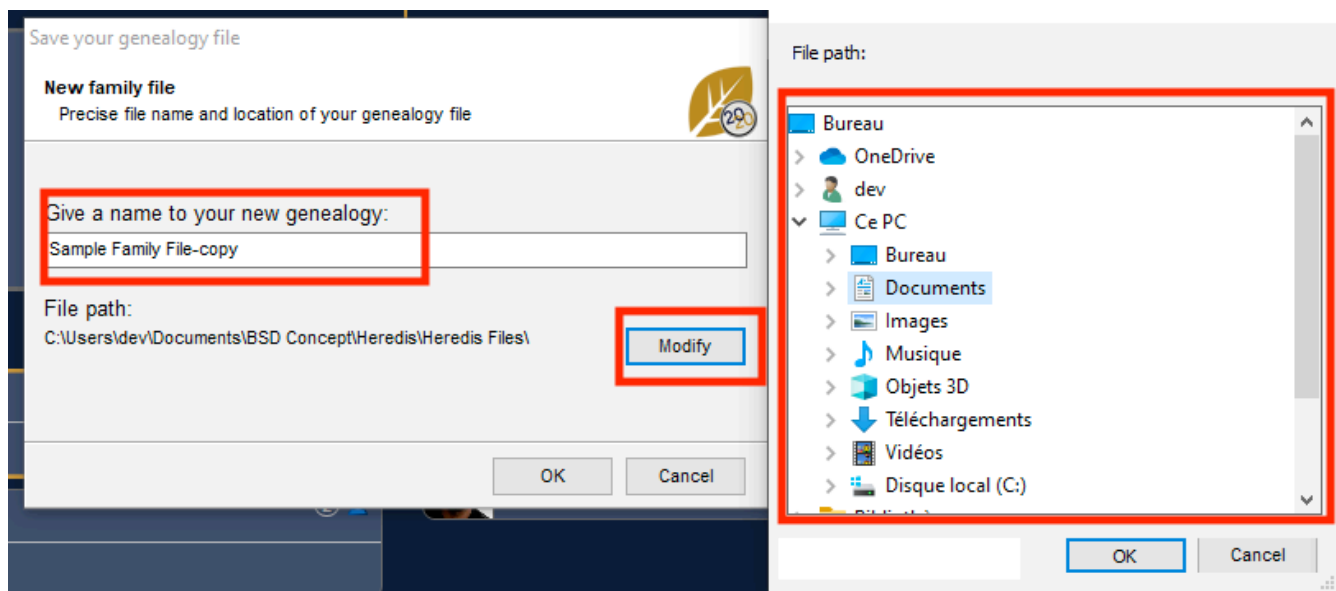 Save your genealogy file
New family file
Precise file name and location of your genealogy file
2020
Give a name to your new genealogy:
Sample Family File-copy
File path:
C:\Users\dev\Documents\BSD Concept\Heredis\Heredis Files\
Modify
OK
Cancel
File path:
Bureau
OneDrive
dev
Ce PC
Bureau
Documents
Images
Musique
Objets 3D
Téléchargements
Vidéos
Disque local (C:)
OK
Cancel